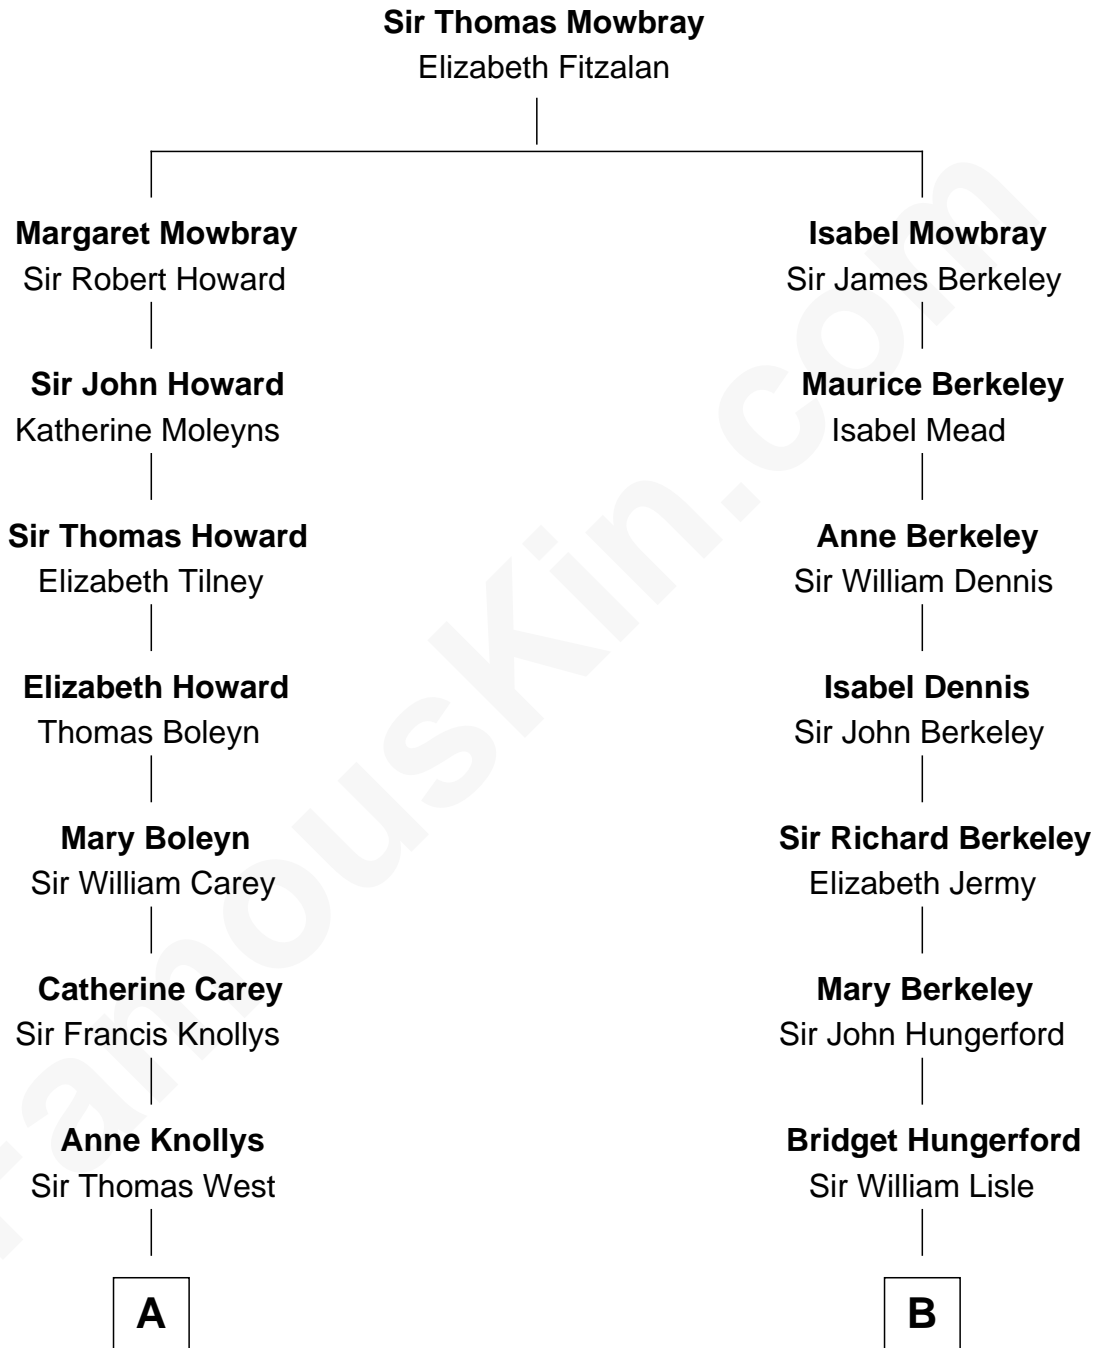 Sir Thomas Mowbray
Elizabeth Fitzalan
Margaret Mowbray
Sir Robert Howard
Isabel Mowbray
Sir James Berkeley
Sir John Howard
Katherine Moleyns
Maurice Berkeley
Isabel Mead
Sir Thomas Howard
Elizabeth Tilney
Anne Berkeley
Sir William Dennis
Elizabeth Howard
Thomas Boleyn
Isabel Dennis
Sir John Berkeley
Mary Boleyn
Sir William Carey
Sir Richard Berkeley
Elizabeth Jermy
Catherine Carey
Sir Francis Knollys
Mary Berkeley
Sir John Hungerford
Anne Knollys
Sir Thomas West
Bridget Hungerford
Sir William Lisle
A
B
FamousKin.com